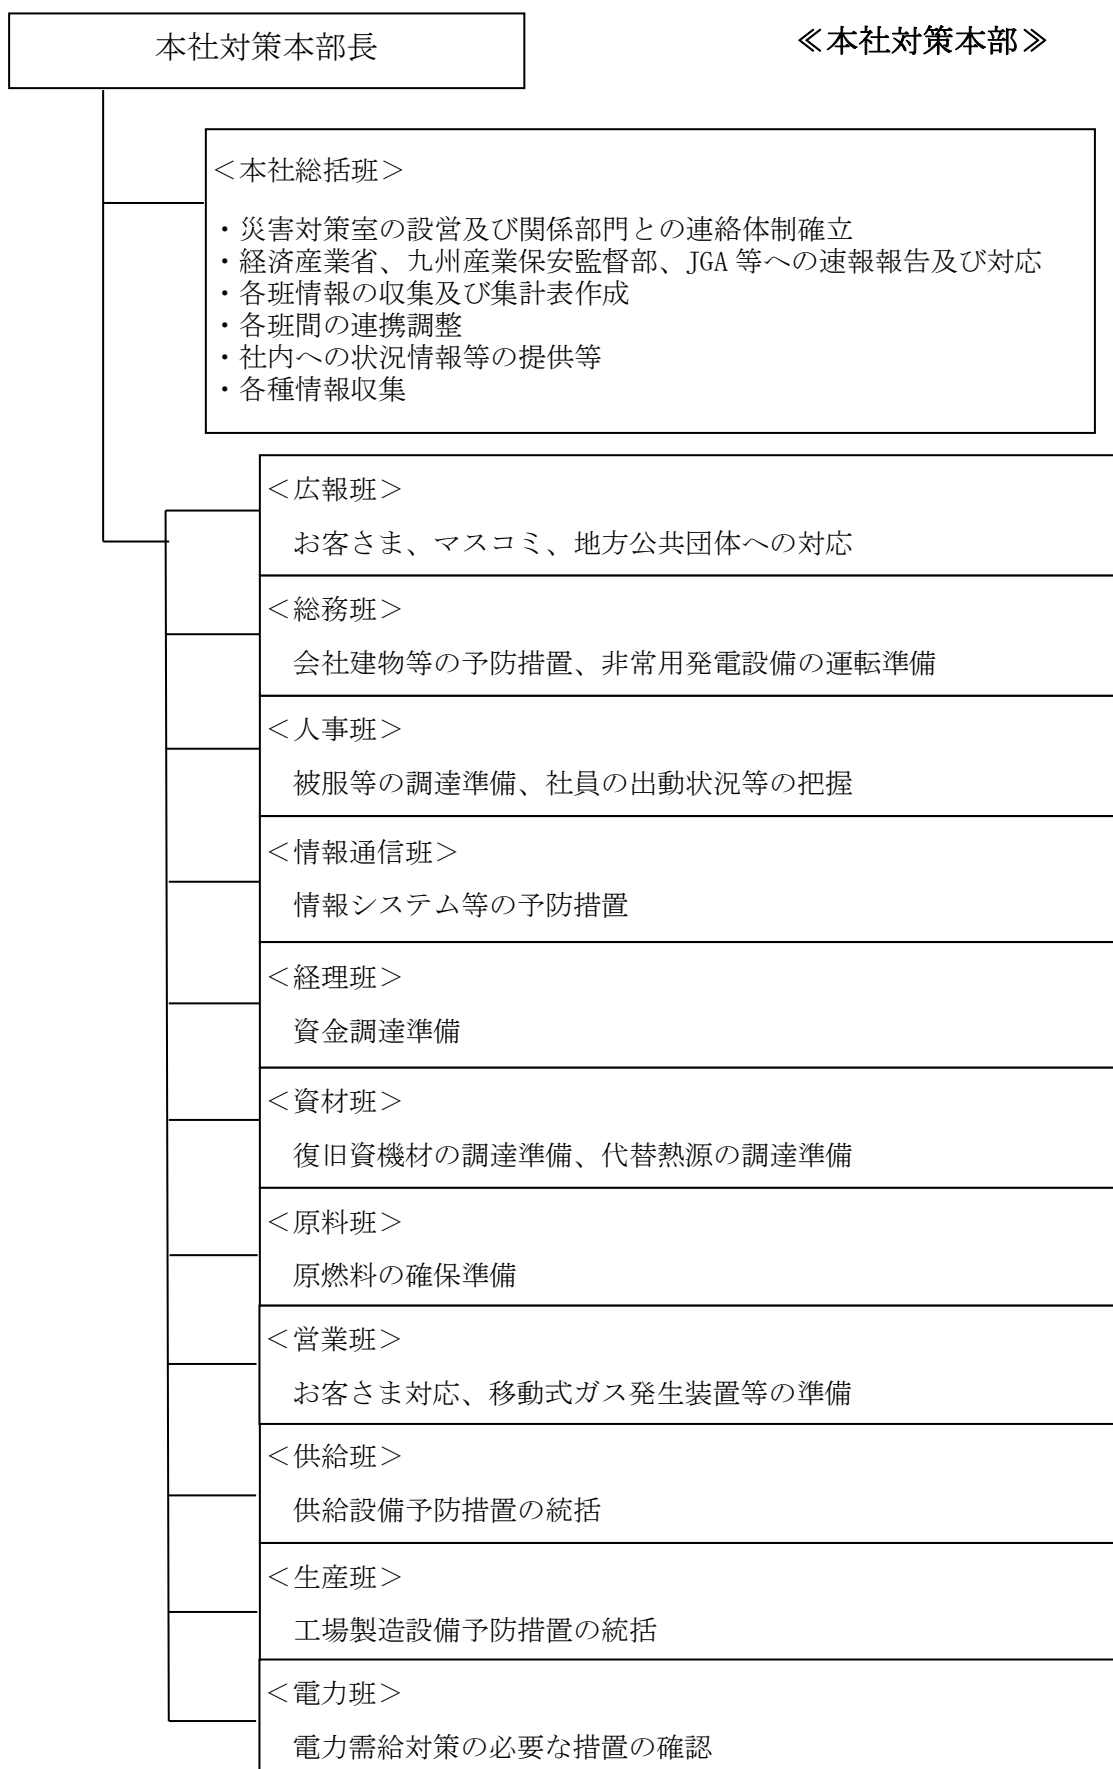 本社対策本部長
≪本社対策本部≫
＜本社総括班＞
・災害対策室の設営及び関係部門との連絡体制確立
・経済産業省、九州産業保安監督部、JGA 等への速報報告及び対応
・各班情報の収集及び集計表作成
・各班間の連携調整
・社内への状況情報等の提供等
・各種情報収集
＜広報班＞
お客さま、マスコミ、地方公共団体への対応
＜総務班＞
会社建物等の予防措置、非常用発電設備の運転準備
＜人事班＞
被服等の調達準備、社員の出動状況等の把握
＜情報通信班＞
情報システム等の予防措置
＜経理班＞
資金調達準備
＜資材班＞
復旧資機材の調達準備、代替熱源の調達準備
＜原料班＞
原燃料の確保準備
＜営業班＞
お客さま対応、移動式ガス発生装置等の準備
＜供給班＞
供給設備予防措置の統括
＜生産班＞
工場製造設備予防措置の統括
＜電力班＞
電力需給対策の必要な措置の確認